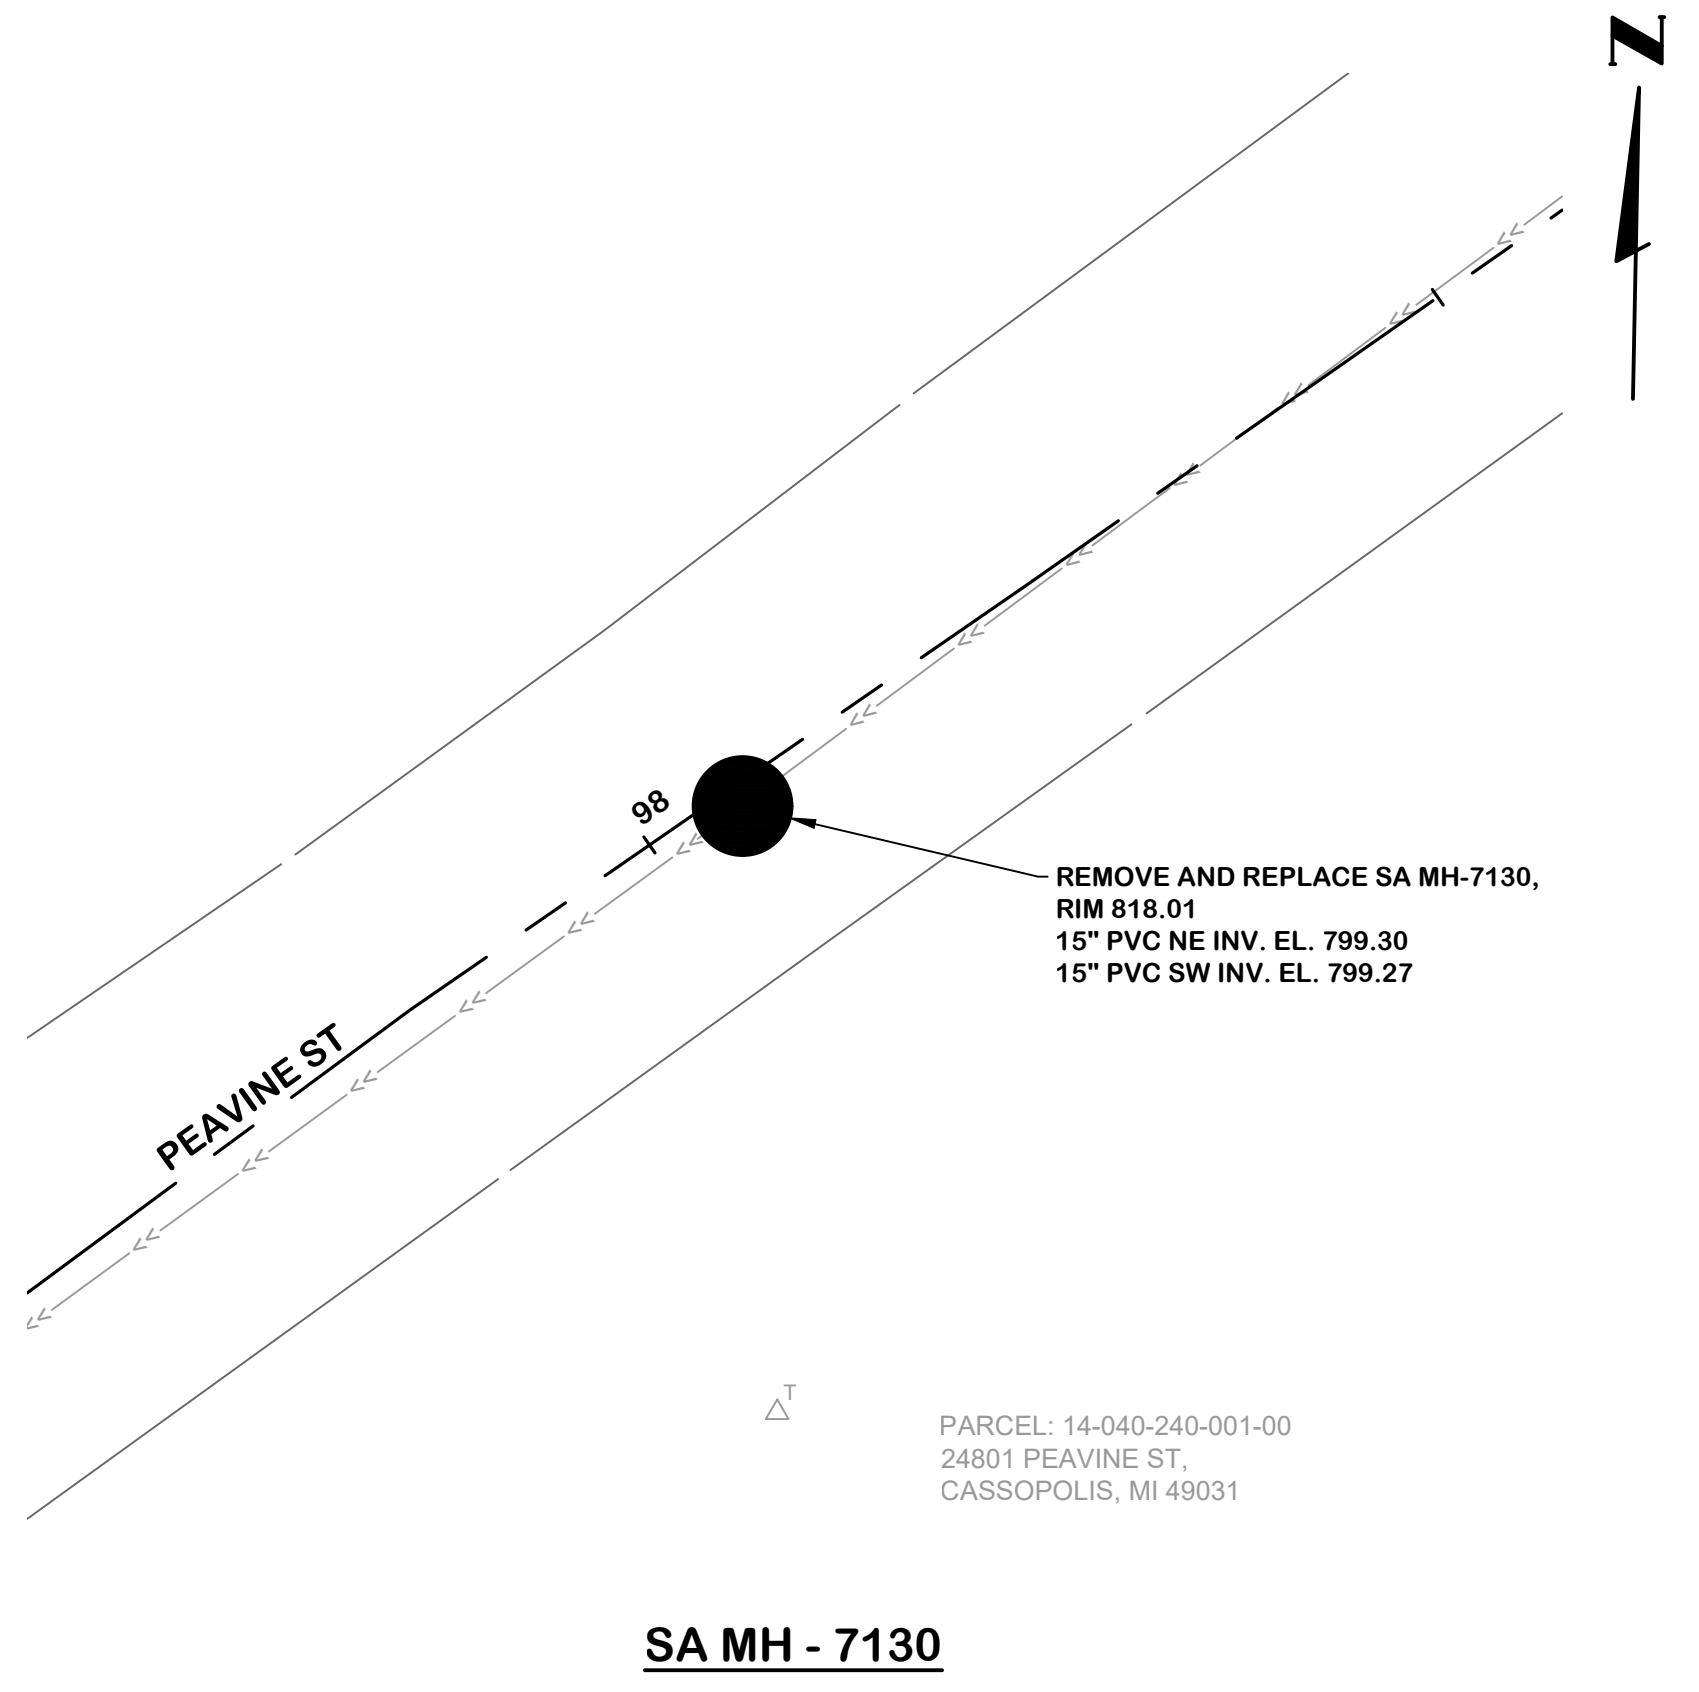 N
98
REMOVE AND REPLACE SA MH-7130,
RIM 818.01
15" PVC NE INV. EL. 799.30
15" PVC SW INV. EL. 799.27
PEAVINE ST
T
PARCEL: 14-040-240-001-00
24801 PEAVINE ST,
CASSOPOLIS, MI 49031
SA MH - 7130